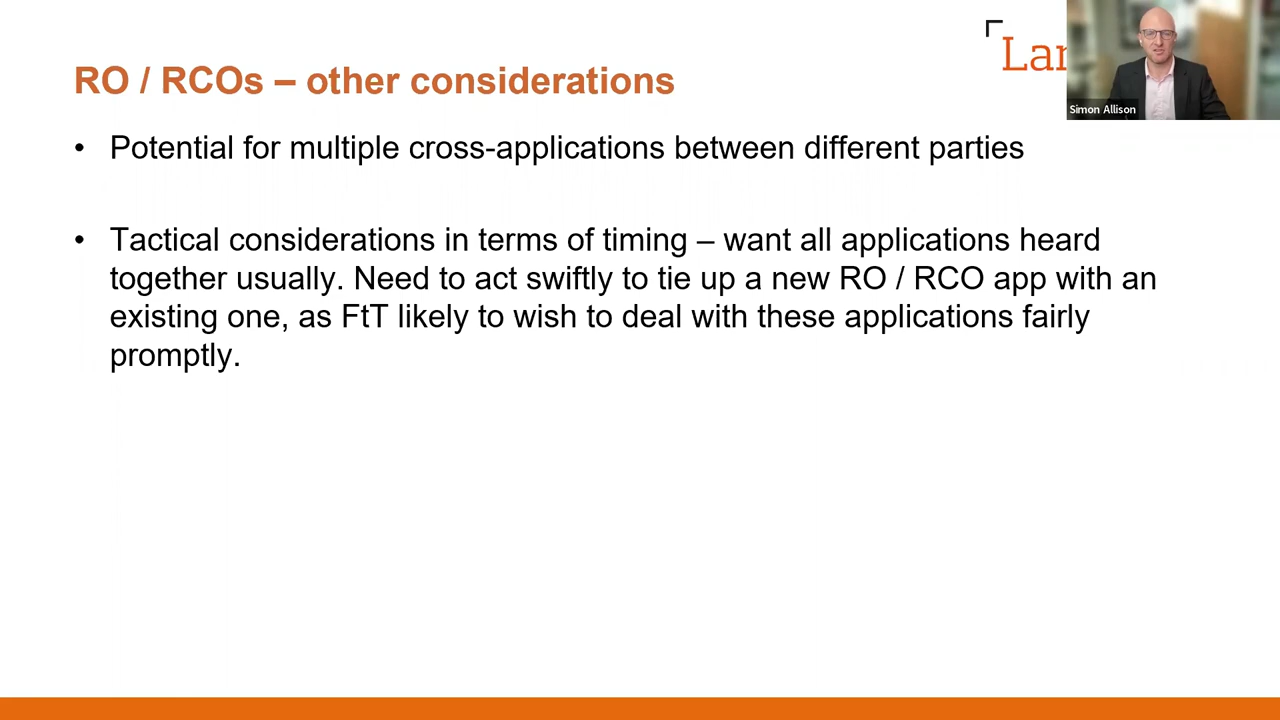 RO / RCOs – other considerations
Lan
Simon Allison
• Potential for multiple cross-applications between different parties
• Tactical considerations in terms of timing – want all applications heard
together usually. Need to act swiftly to tie up a new RO / RCO app with an
existing one, as FtT likely to wish to deal with these applications fairly
promptly.